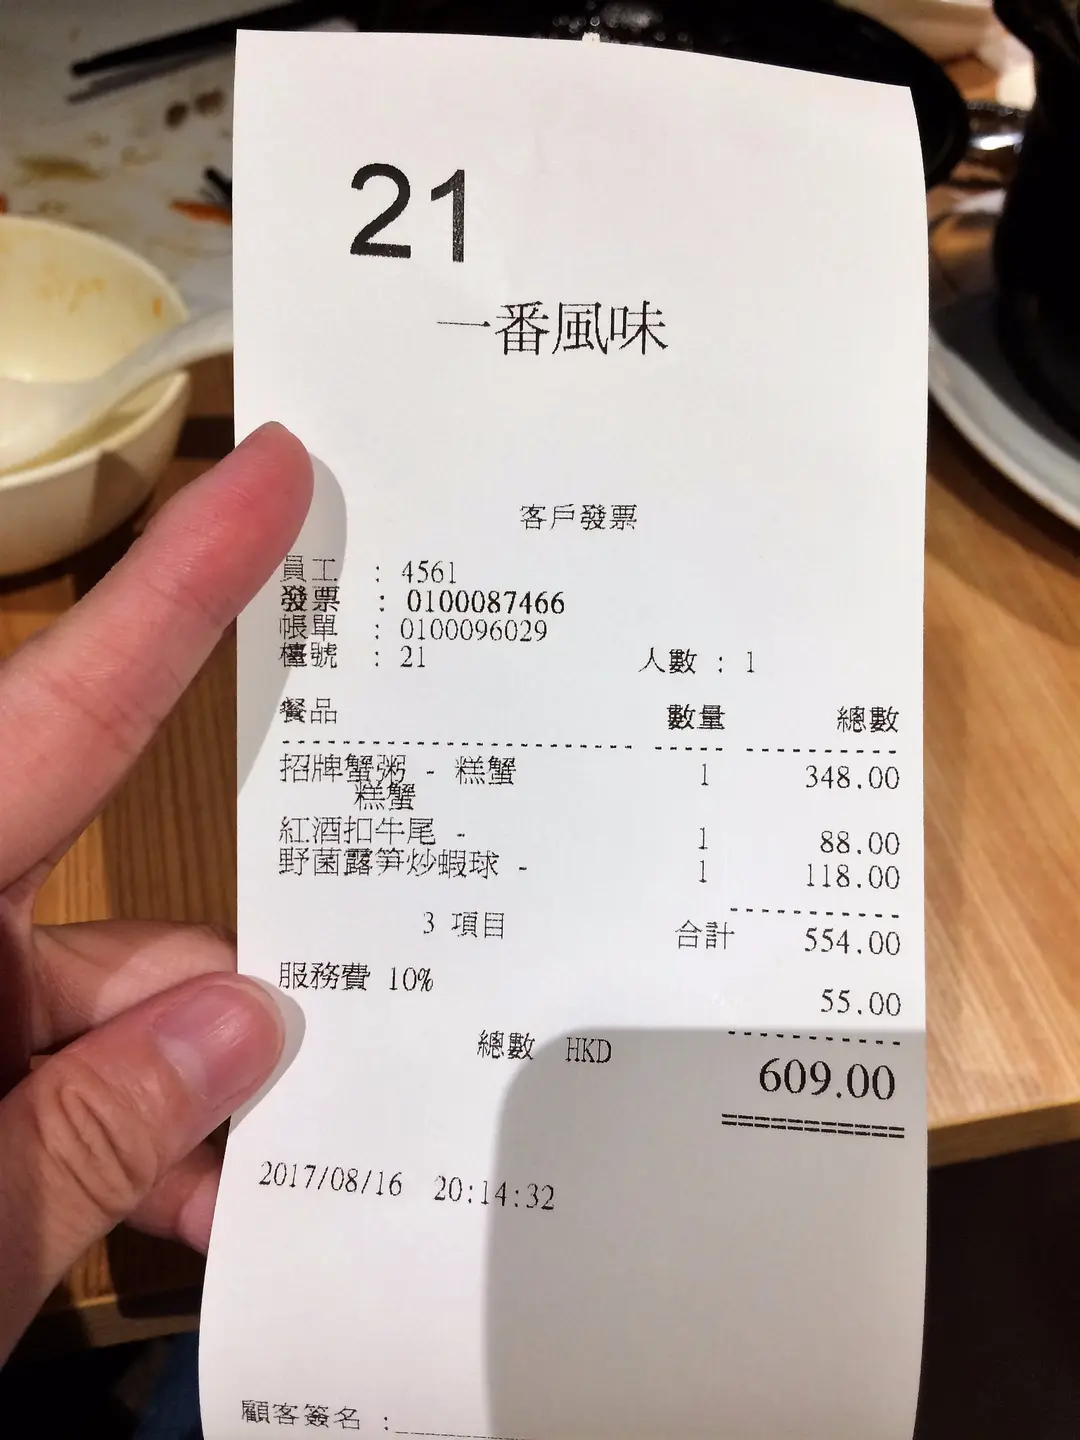 21
一番風味
客戶發票
員工 : 4561
發票 : 0100087466
帳單 : 0100096029
檯號 : 21 人數 : 1
餐品 數量 總數
招牌蟹粥 - 糕蟹 1 348.00
糕蟹
紅酒扣牛尾 - 1 88.00
野菌露笋炒蝦球 - 1 118.00
3 項目 合計 554.00
服務費 10% 55.00
總數 HKD 609.00
2017/08/16 20:14:32
顧客簽名 :